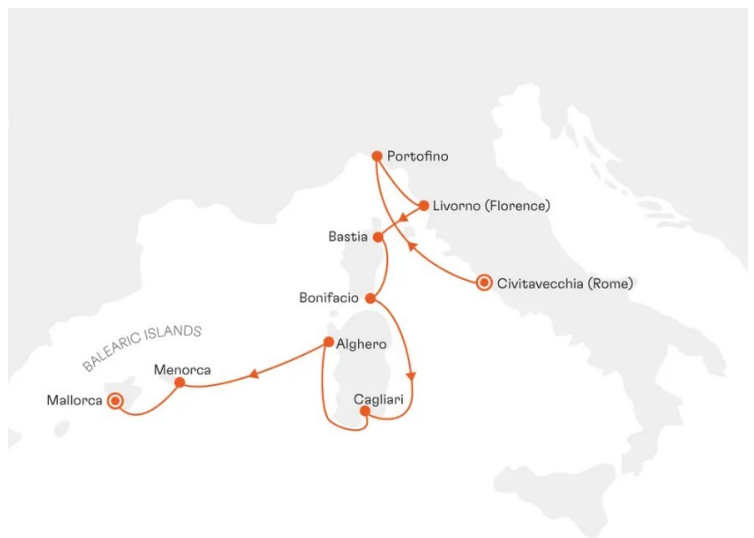 Portofino
Livorno (Florence)
Bastia
Civitavecchia (Rome)
Bonifacio
BALEARIC ISLANDS
Alghero
Menorca
Mallorca
Cagliari